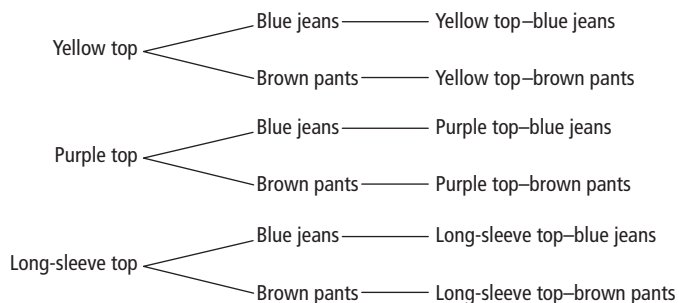 Blue jeans Yellow top–blue jeans
Yellow top
Brown pants Yellow top–brown pants
Blue jeans Purple top–blue jeans
Purple top
Brown pants Purple top–brown pants
Blue jeans Long-sleeve top–blue jeans
Long-sleeve top
Brown pants Long-sleeve top–brown pants